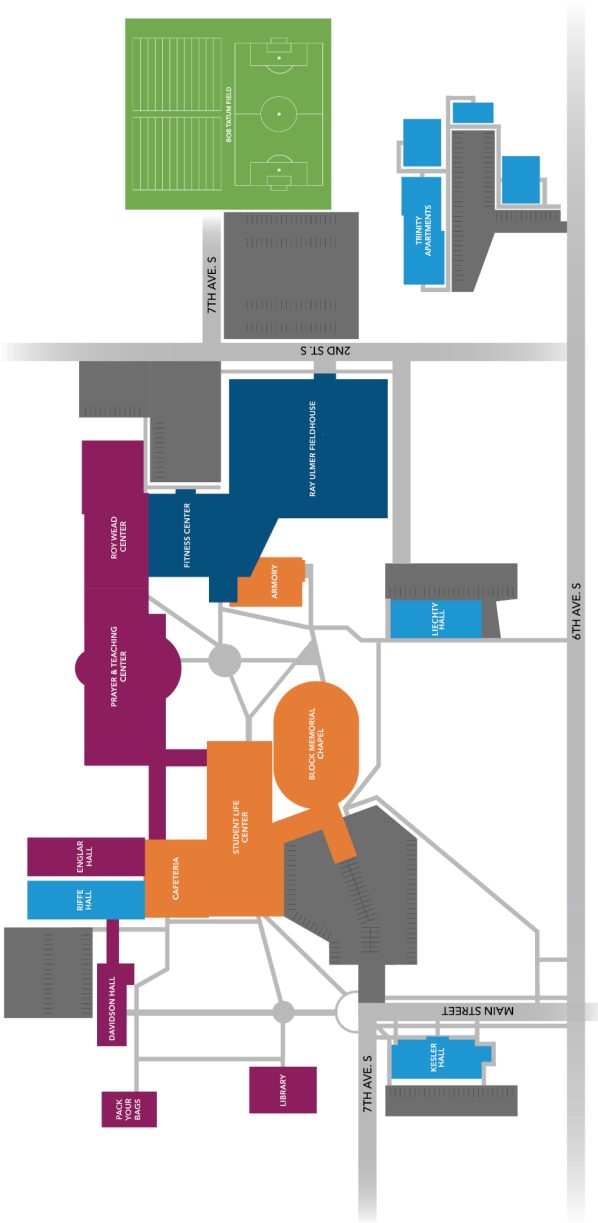 BOB TATUM FIELD
TRINITY
APARTMENTS
7TH AVE. S
2ND ST. S
RAY ULMER FIELDHOUSE
FITNESS CENTER
ROY WEAD
CENTER
ARMORY
LIECHTY
HALL
6TH AVE. S
PRAYER & TEACHING
CENTER
BLOCK MEMORIAL
CHAPEL
STUDENT LIFE
CENTER
CAFETERIA
ENGLAR
HALL
RIFFE
HALL
DAVIDSON HALL
MAIN STREET
KESLER
HALL
7TH AVE. S
LIBRARY
PACK
YOUR
BAGS